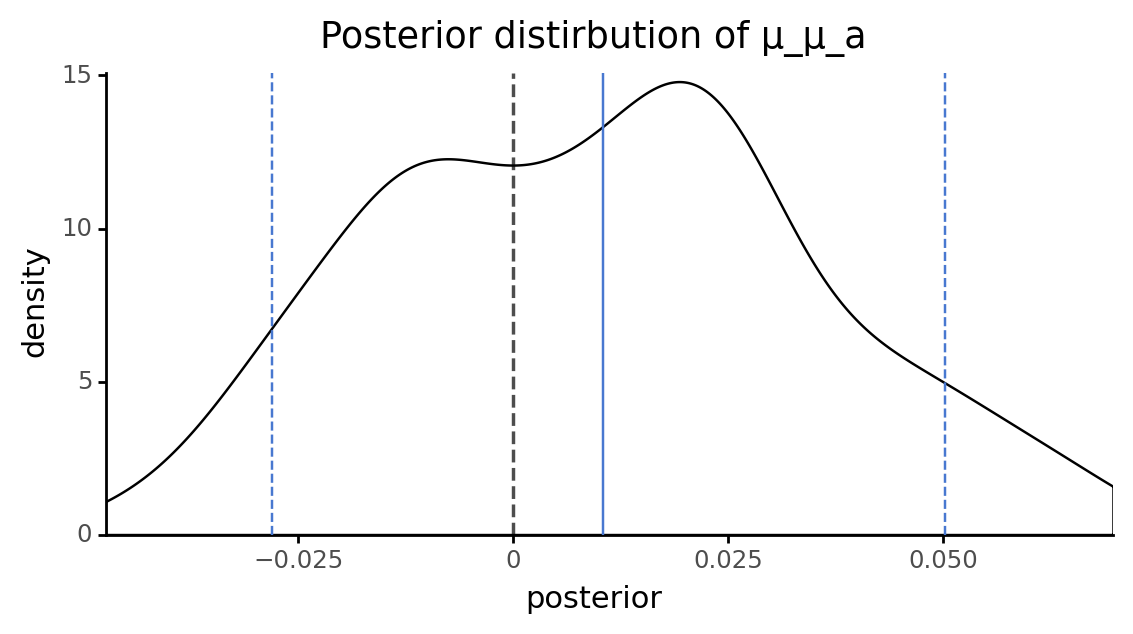 Posterior distirbution of μ_μ_a
15
10
5
0
density
−0.025
0
0.025
0.050
posterior